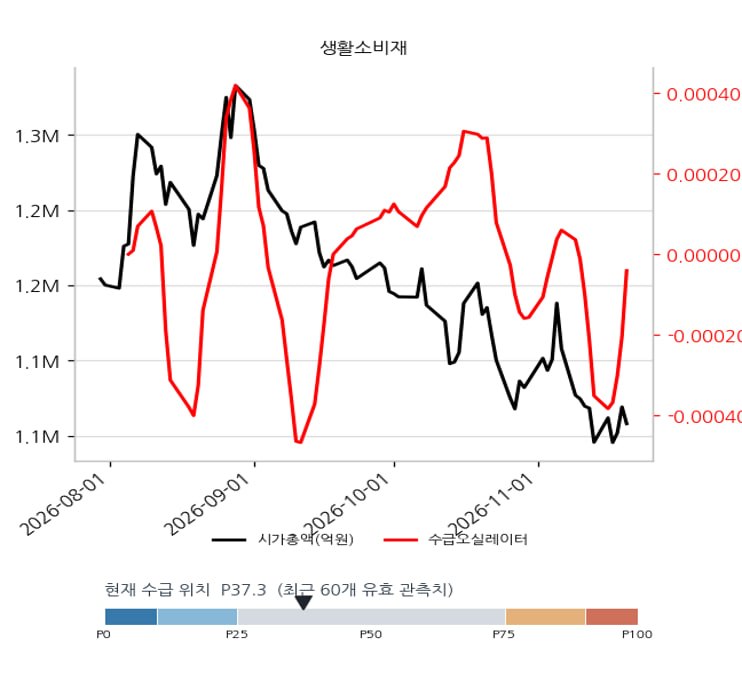 생활소비재
1.3M
1.2M
1.2M
1.1M
1.1M
0.00040
0.00020
0.00000
-0.00020
-0.00040
2026-08-01
2026-09-01
2026-10-01
2026-11-01
시가총액(억원)
수급오실레이터
현재 수급 위치 P37.3 (최근 60개 유효 관측치)
P0 P25 P50 P75 P100